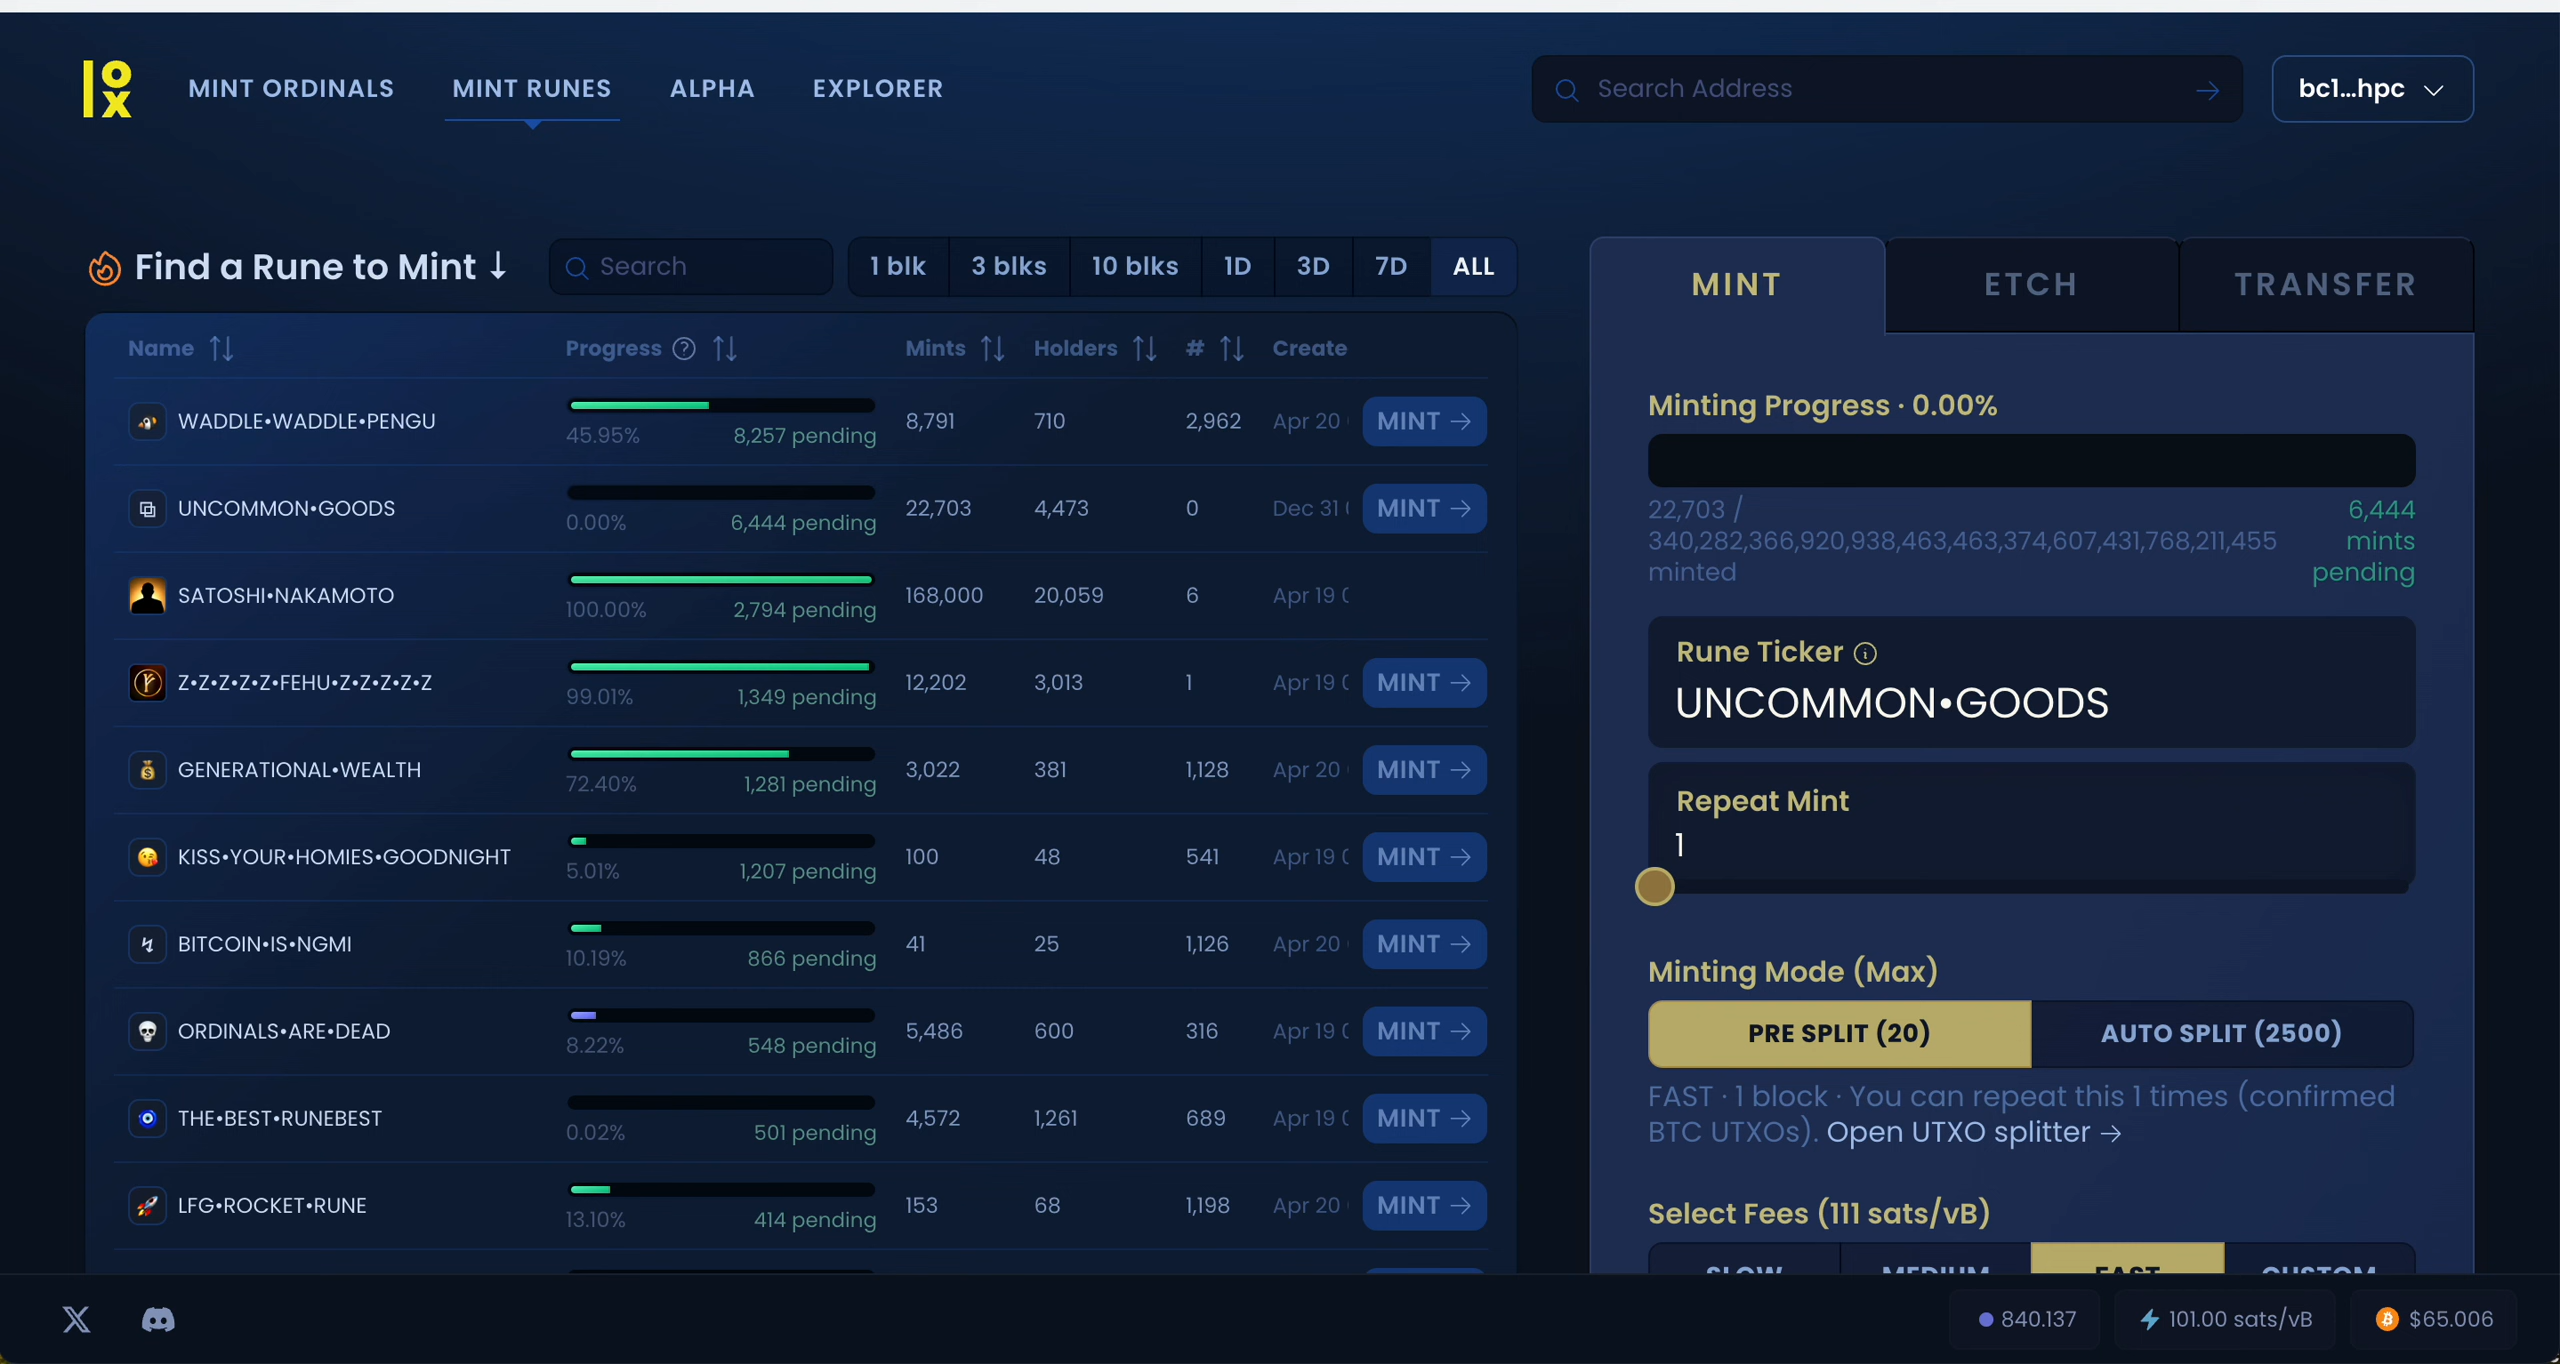 lox
MINT ORDINALS MINT RUNES ALPHA EXPLORER Search Address bc1...hpc
Find a Rune to Mint ↓ Search 1 blk 3 blks 10 blks 1D 3D 7D ALL
Name Progress Mints Holders # Create
WADDLE•WADDLE•PENGU 45.95% 8,257 pending 8,791 710 2,962 Apr 20 MINT →
UNCOMMON•GOODS 0.00% 6,444 pending 22,703 4,473 0 Dec 31 MINT →
SATOSHI•NAKAMOTO 100.00% 2,794 pending 168,000 20,059 6 Apr 19
Z•Z•Z•Z•Z•FEHU•Z•Z•Z•Z•Z 99.01% 1,349 pending 12,202 3,013 1 Apr 19 MINT →
GENERATIONAL•WEALTH 72.40% 1,281 pending 3,022 381 1,128 Apr 20 MINT →
KISS•YOUR•HOMIES•GOODNIGHT 5.01% 1,207 pending 100 48 541 Apr 19 MINT →
BITCOIN•IS•NGMI 10.19% 866 pending 41 25 1,126 Apr 20 MINT →
ORDINALS•ARE•DEAD 8.22% 548 pending 5,486 600 316 Apr 19 MINT →
THE•BEST•RUNEBEST 0.02% 501 pending 4,572 1,261 689 Apr 19 MINT →
LFG•ROCKET•RUNE 13.10% 414 pending 153 68 1,198 Apr 20 MINT →
MINT ETCH TRANSFER
Minting Progress · 0.00%
22,703 /
340,282,366,920,938,463,463,374,607,431,768,211,455
minted
6,444
mints
pending
Rune Ticker
UNCOMMON•GOODS
Repeat Mint
1
Minting Mode (Max)
PRE SPLIT (20) AUTO SPLIT (2500)
FAST · 1 block · You can repeat this 1 times (confirmed
BTC UTXOs). Open UTXO splitter →
Select Fees (111 sats/vB)
SLOW MEDIUM FAST CUSTOM
840.137 101.00 sats/vB $65.006